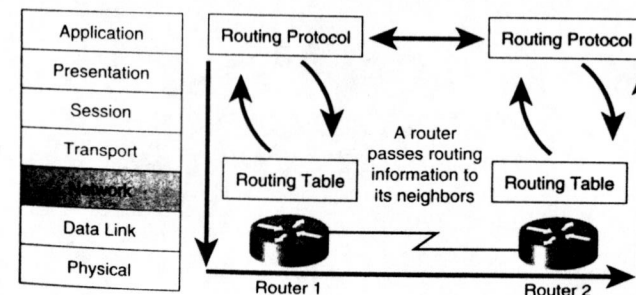 Application
Presentation
Session
Transport
Network
Data Link
Physical
Routing Protocol
Routing Protocol
A router
passes routing
information to
its neighbors
Routing Table
Routing Table
Router 1
Router 2